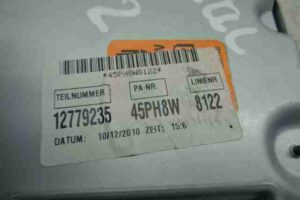 *45PH8W8122*
TEILNUMMER PA-NR LINIENR
12779235 45PH8W 8122
DATUM: 10/12/2010 ZEIT: 15:6